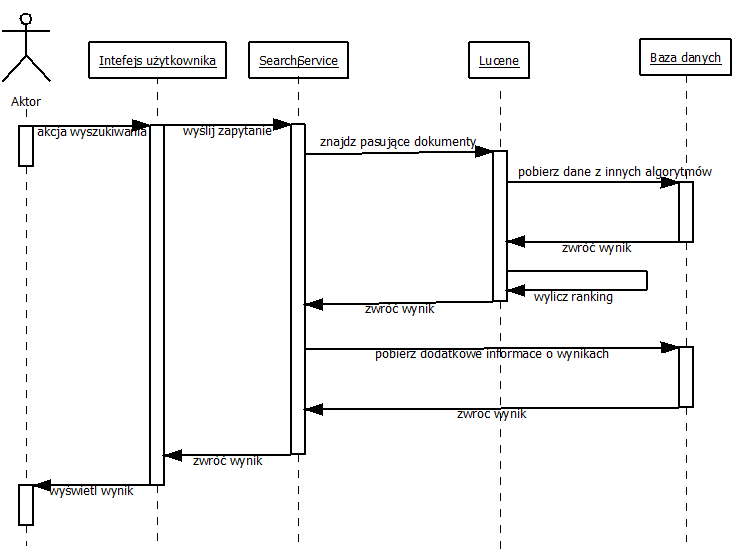 Intefejs użytkownika
SearchService
Lucene
Baza danych
Aktor
akcja wyszukiwania
wyślij zapytanie
znajdz pasujące dokumenty
pobierz dane z innych algorytmów
zwróć wynik
wylicz ranking
zwróć wynik
pobierz dodatkowe informace o wynikach
zwróć wynik
zwróć wynik
wyświetl wynik